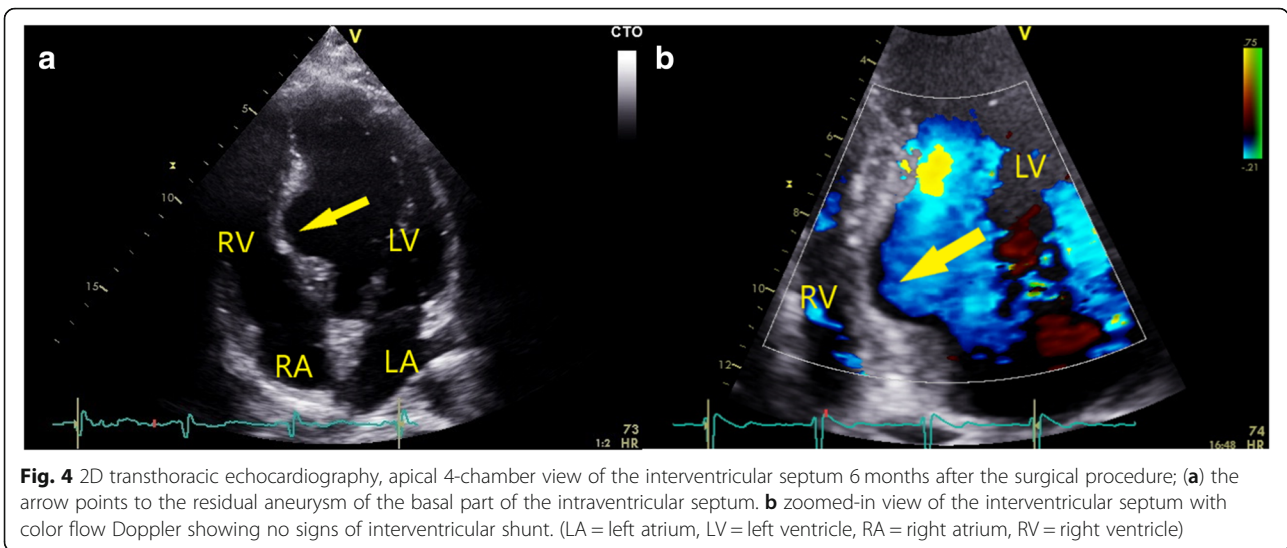 a
V
CTO
5
10
15
RV
LV
RA
LA
73
1:2 HR
b
V
.75
-.21
4
6
8
10
12
LV
RV
74
16:48 HR
Fig. 4 2D transthoracic echocardiography, apical 4-chamber view of the interventricular septum 6 months after the surgical procedure; (a) the
arrow points to the residual aneurysm of the basal part of the intraventricular septum. b zoomed-in view of the interventricular septum with
color flow Doppler showing no signs of interventricular shunt. (LA = left atrium, LV = left ventricle, RA = right atrium, RV = right ventricle)